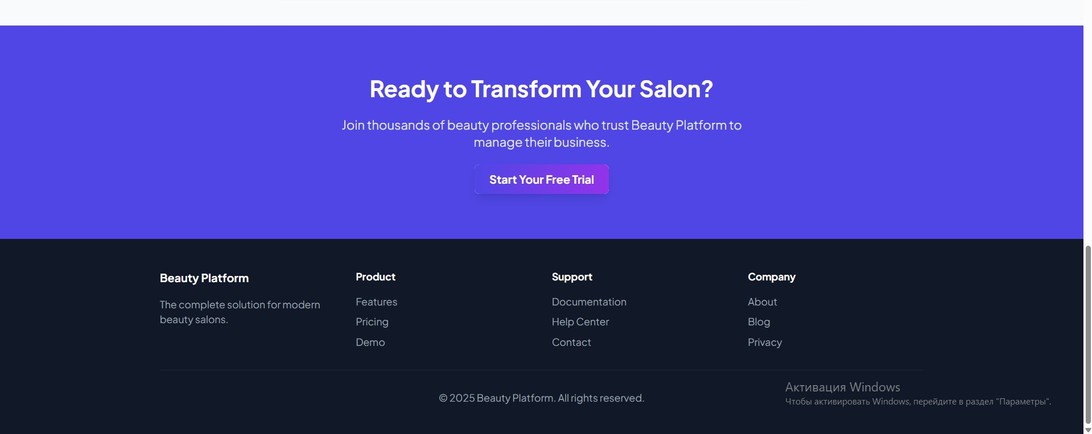 Ready to Transform Your Salon?
Join thousands of beauty professionals who trust Beauty Platform to
manage their business.
Start Your Free Trial
Beauty Platform
The complete solution for modern
beauty salons.
Product
Features
Pricing
Demo
Support
Documentation
Help Center
Contact
Company
About
Blog
Privacy
© 2025 Beauty Platform. All rights reserved.
Активация Windows
Чтобы активировать Windows, перейдите в раздел "Параметры".